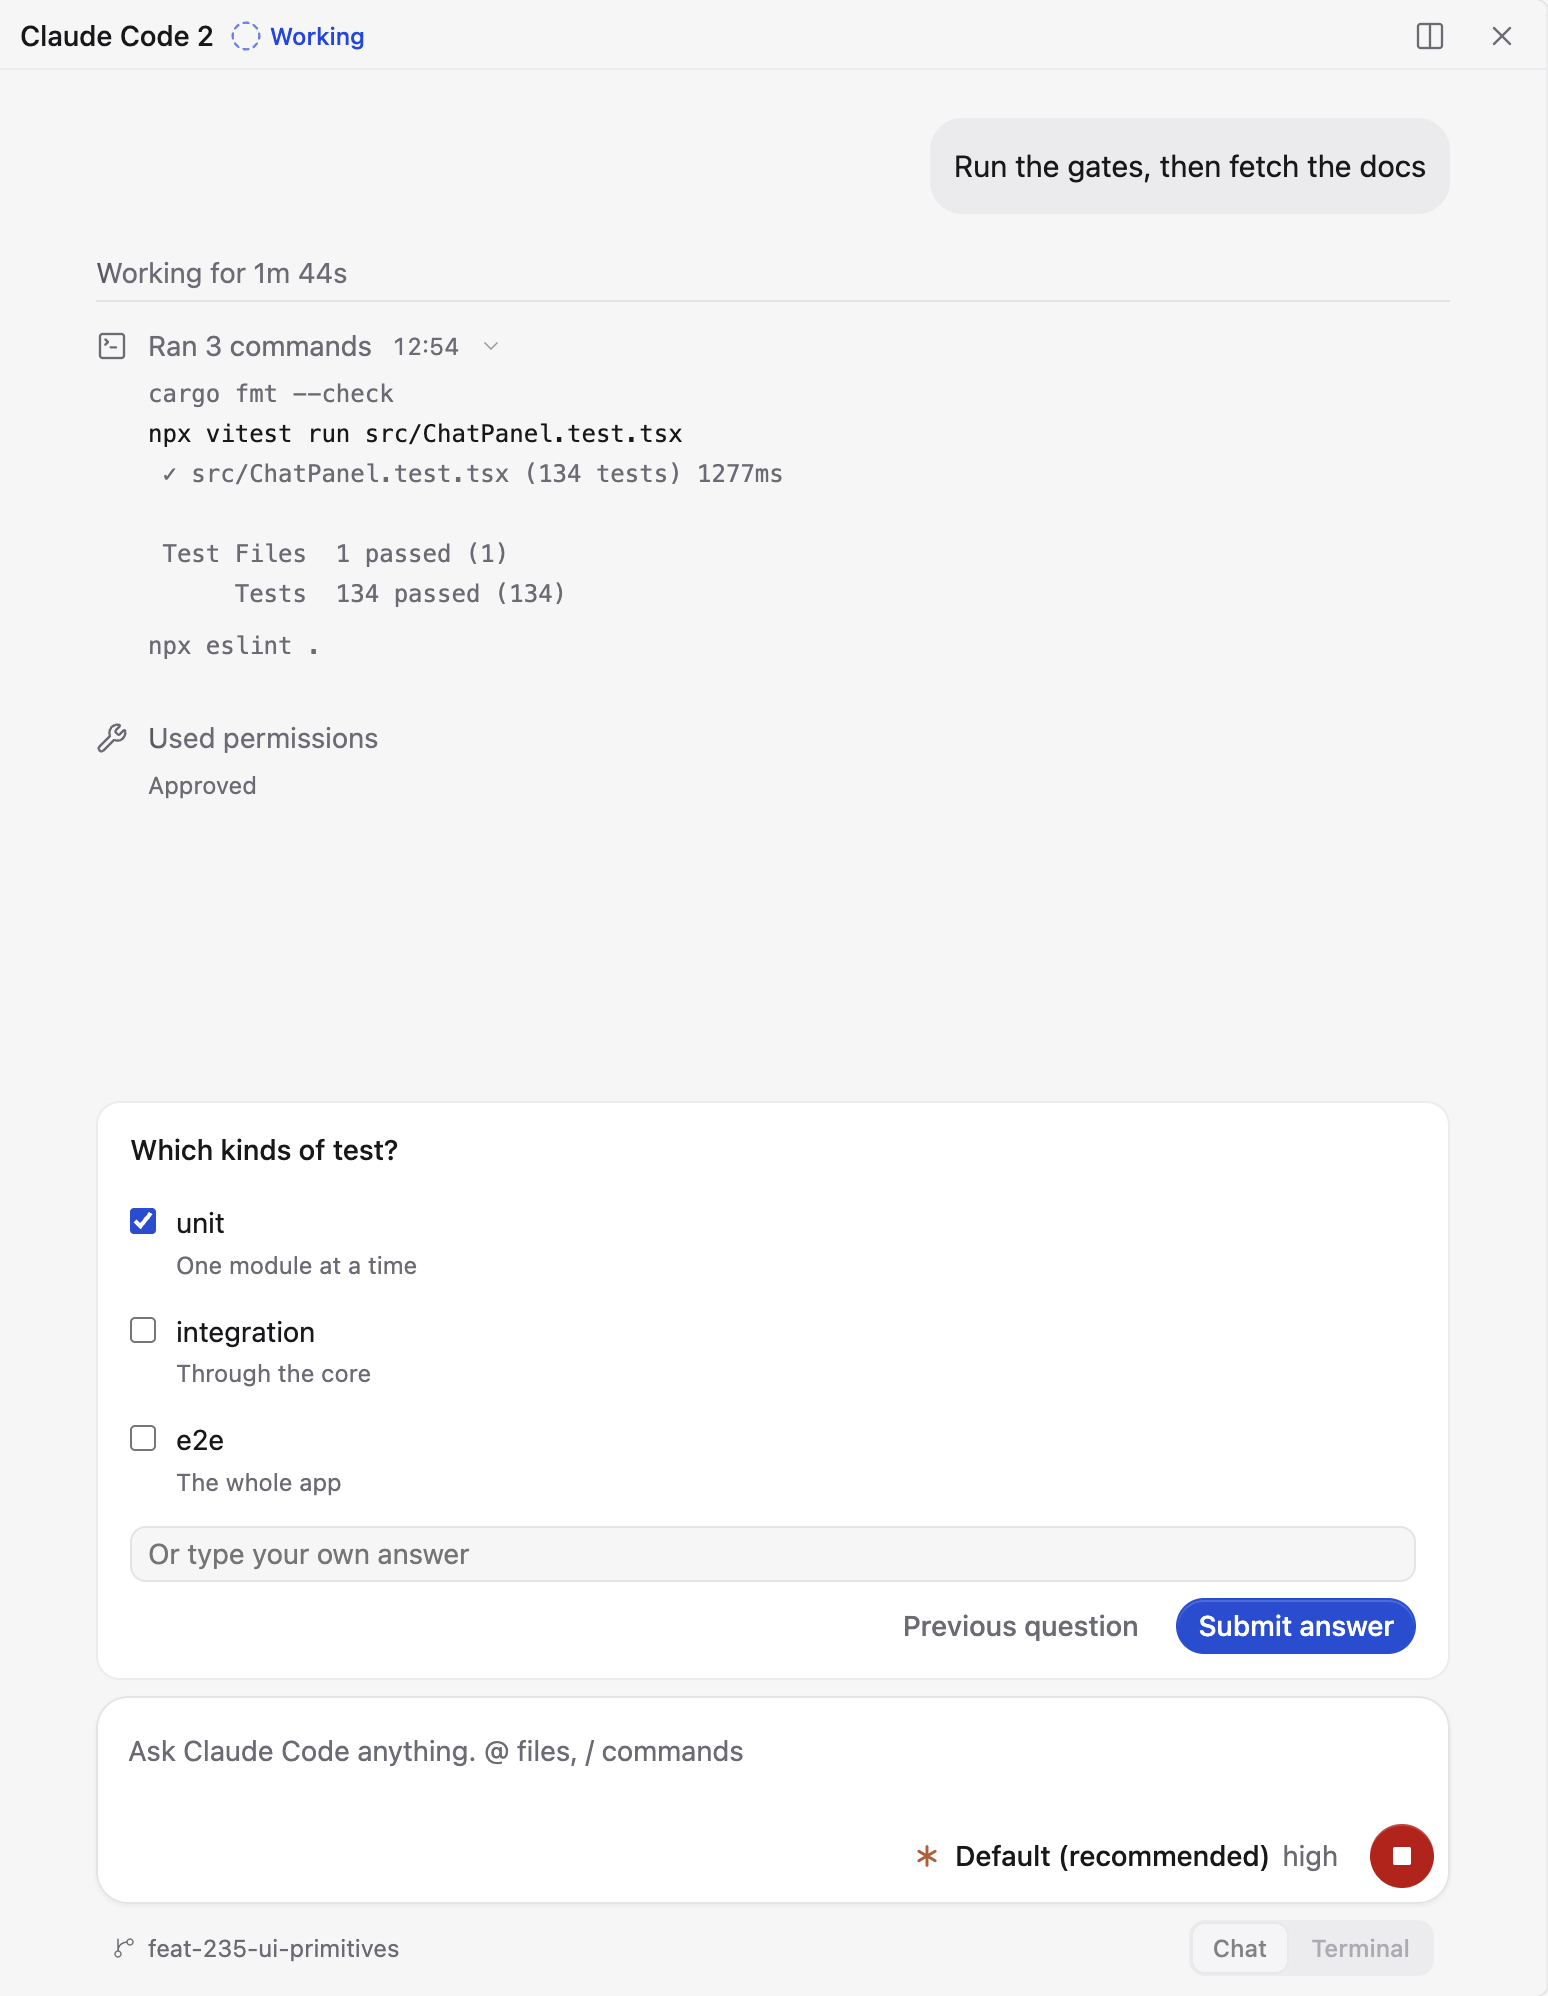 Claude Code 2 Working
Run the gates, then fetch the docs
Working for 1m 44s
Ran 3 commands 12:54
cargo fmt --check
npx vitest run src/ChatPanel.test.tsx
✓ src/ChatPanel.test.tsx (134 tests) 1277ms
Test Files 1 passed (1)
Tests 134 passed (134)
npx eslint .
Used permissions
Approved
Which kinds of test?
unit
One module at a time
integration
Through the core
e2e
The whole app
Or type your own answer
Previous question Submit answer
Ask Claude Code anything. @ files, / commands
Default (recommended) high
feat-235-ui-primitives Chat Terminal